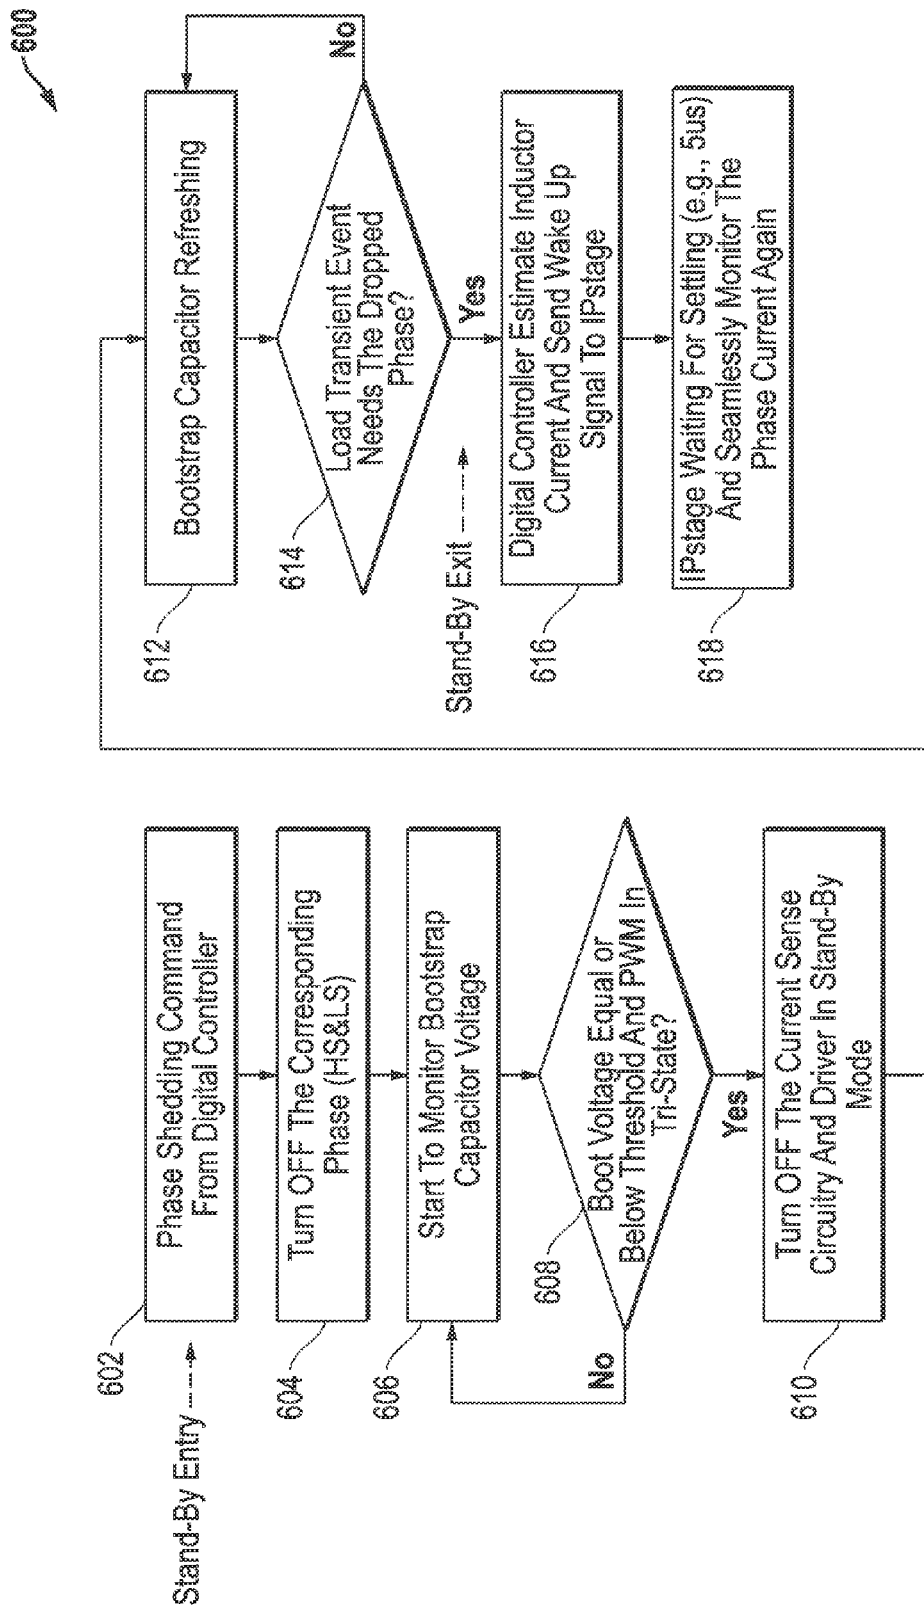 600
Stand-By Entry
602
Phase Shedding Command
From Digital Controller
604
Turn OFF The Corresponding
Phase (HS&LS)
606
Start To Monitor Bootstrap
Capacitor Voltage
608
Boot Voltage Equal or
Below Threshold And PWM In
Tri-State?
No
Yes
610
Turn OFF The Current Sense
Circuitry And Driver In Stand-By
Mode
612
Bootstrap Capacitor Refreshing
614
Load Transient Event
Needs The Dropped
Phase?
No
Yes
Stand-By Exit
616
Digital Controller Estimate Inductor
Current And Send Wake Up
Signal To IPstage
618
IPstage Waiting For Settling (e.g., 5us)
And Seamlessly Monitor The
Phase Current Again